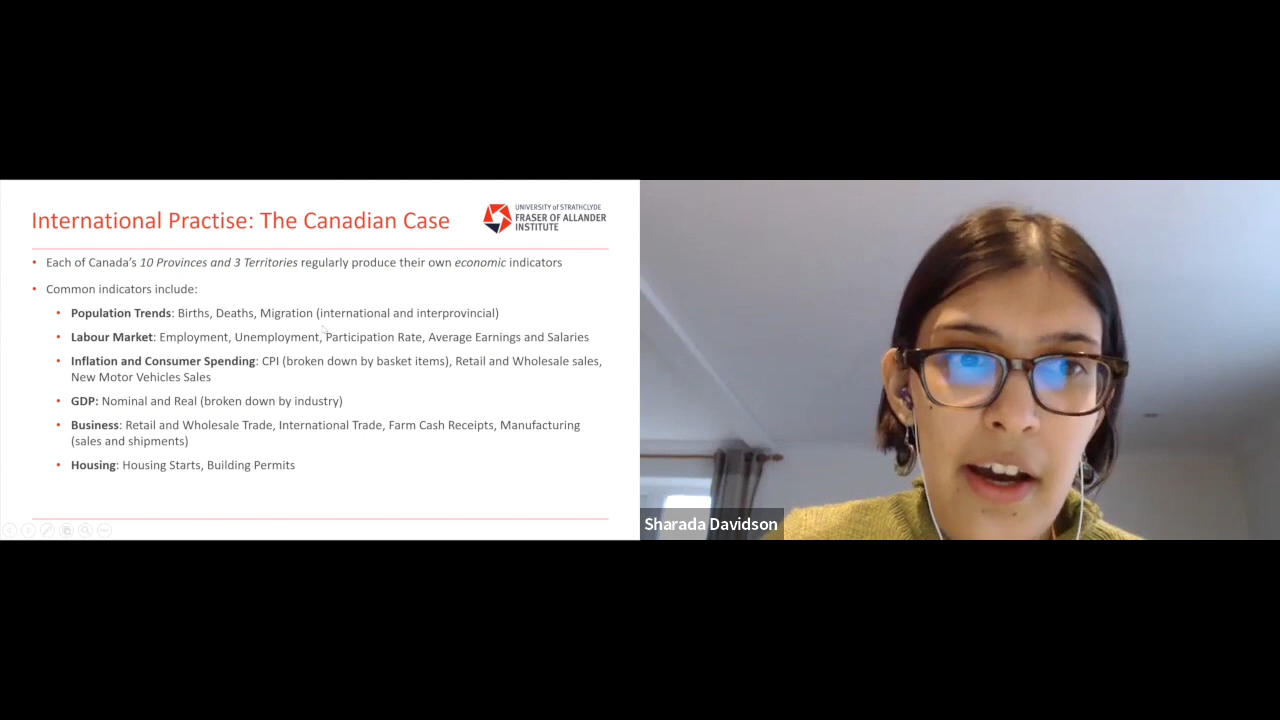 International Practise: The Canadian Case
UNIVERSITY of STRATHCLYDE
FRASER OF ALLANDER
INSTITUTE
• Each of Canada's 10 Provinces and 3 Territories regularly produce their own economic indicators
• Common indicators include:
• Population Trends: Births, Deaths, Migration (international and interprovincial)
• Labour Market: Employment, Unemployment, Participation Rate, Average Earnings and Salaries
• Inflation and Consumer Spending: CPI (broken down by basket items), Retail and Wholesale sales,
New Motor Vehicles Sales
• GDP: Nominal and Real (broken down by industry)
• Business: Retail and Wholesale Trade, International Trade, Farm Cash Receipts, Manufacturing
(sales and shipments)
• Housing: Housing Starts, Building Permits
Sharada Davidson